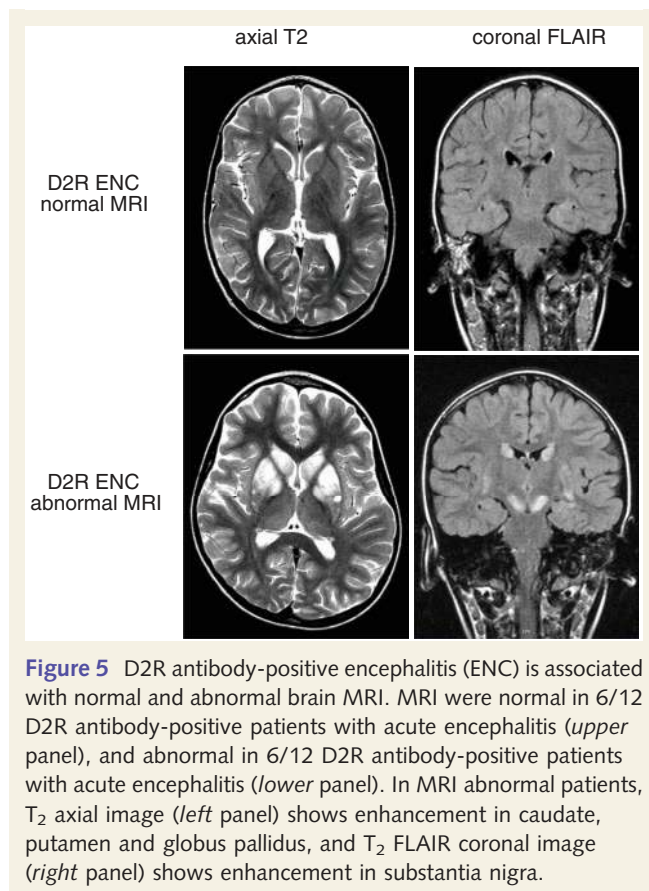 axial T2
coronal FLAIR
D2R ENC
normal MRI
D2R ENC
abnormal MRI
Figure 5 D2R antibody-positive encephalitis (ENC) is associated
with normal and abnormal brain MRI. MRI were normal in 6/12
D2R antibody-positive patients with acute encephalitis (upper
panel), and abnormal in 6/12 D2R antibody-positive patients
with acute encephalitis (lower panel). In MRI abnormal patients,
T₂ axial image (left panel) shows enhancement in caudate,
putamen and globus pallidus, and T₂ FLAIR coronal image
(right panel) shows enhancement in substantia nigra.